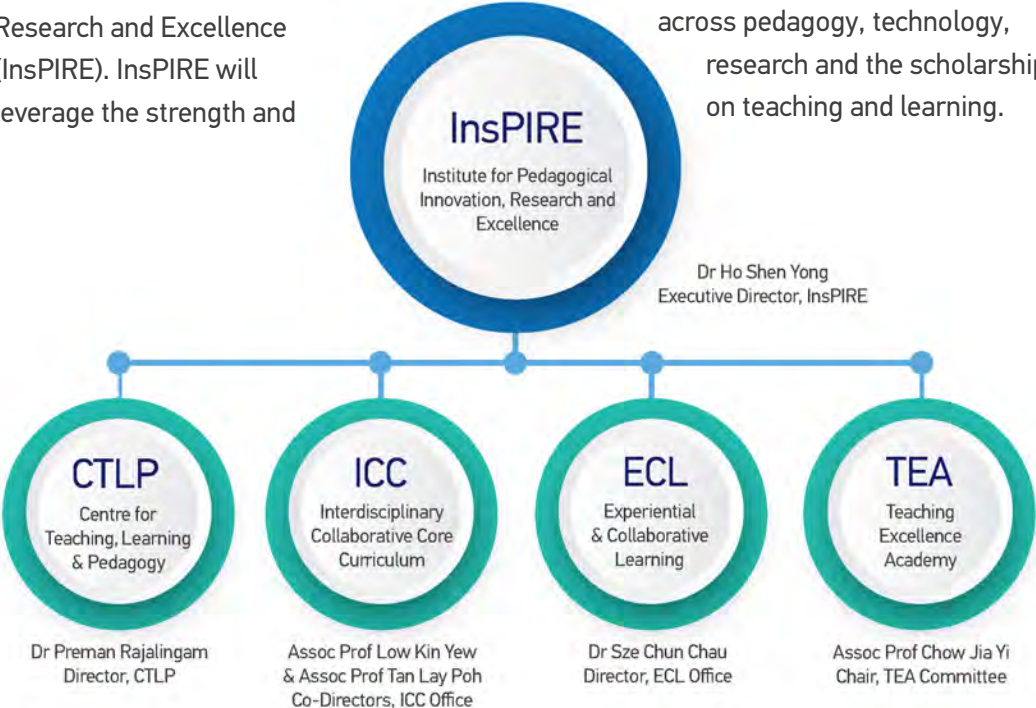 Research and Excellence
(InsPIRE). InsPIRE will
leverage the strength and
across pedagogy, technology,
research and the scholarship
on teaching and learning.
InsPIRE
Institute for Pedagogical
Innovation, Research and
Excellence
Dr Ho Shen Yong
Executive Director, InsPIRE
CTLP
Centre for
Teaching, Learning
& Pedagogy
Dr Preman Rajalingam
Director, CTLP
ICC
Interdisciplinary
Collaborative Core
Curriculum
Assoc Prof Low Kin Yew
& Assoc Prof Tan Lay Poh
Co-Directors, ICC Office
ECL
Experiential
& Collaborative
Learning
Dr Sze Chun Chau
Director, ECL Office
TEA
Teaching
Excellence
Academy
Assoc Prof Chow Jia Yi
Chair, TEA Committee